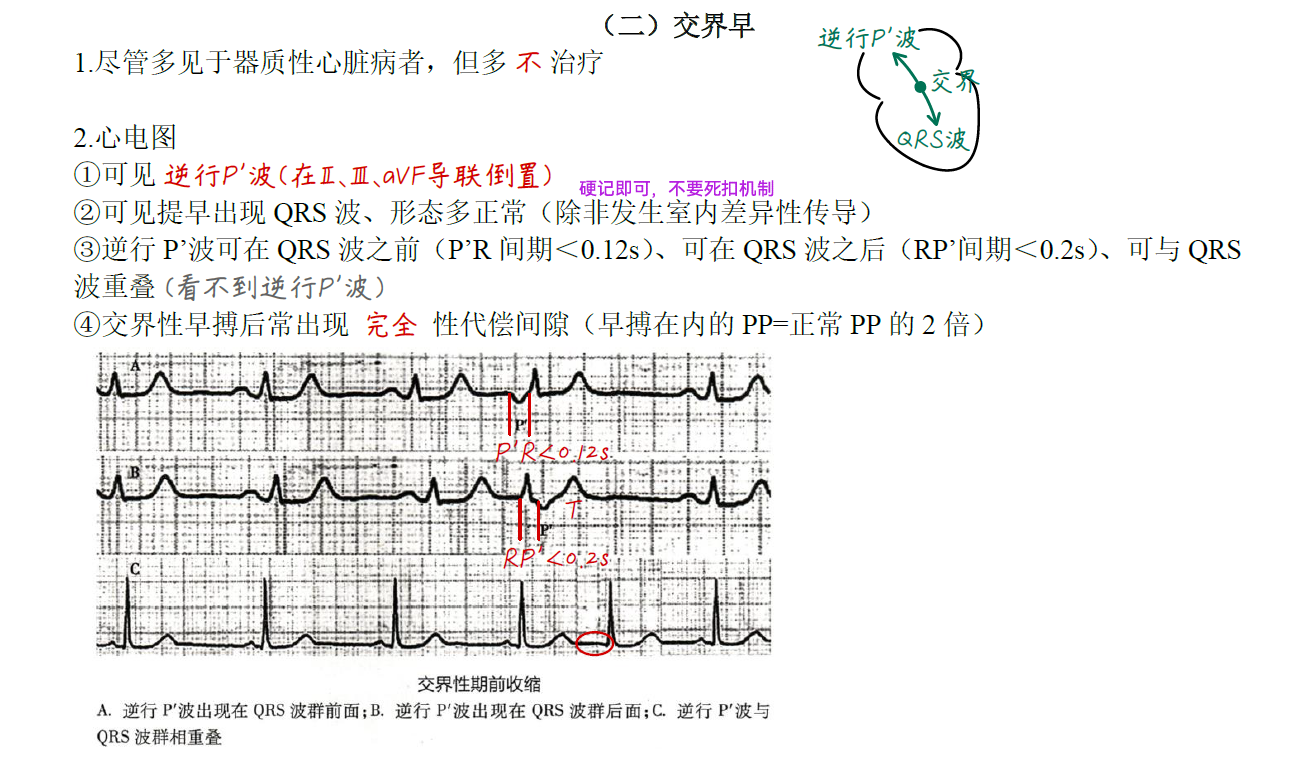 （二）交界早
逆行P'波
交界
QRS波
1.尽管多见于器质性心脏病者，但多 不 治疗
2.心电图
①可见 逆行P'波(在Ⅱ、Ⅲ、aVF导联倒置)
硬记即可，不要死扣机制
②可见提早出现 QRS 波、形态多正常（除非发生室内差异性传导）
③逆行 P’波可在 QRS 波之前（P’R 间期＜0.12s）、可在 QRS 波之后（RP’间期＜0.2s）、可与 QRS
波重叠 (看不到逆行P'波)
④交界性早搏后常出现 完全 性代偿间隙（早搏在内的 PP=正常 PP 的 2 倍）
A
P'
P'R<0.12s
B
T
P'
RP'<0.2s
C
交界性期前收缩
A. 逆行 P'波出现在 QRS 波群前面;B. 逆行 P'波出现在 QRS 波群后面;C. 逆行 P'波与
QRS 波群相重叠